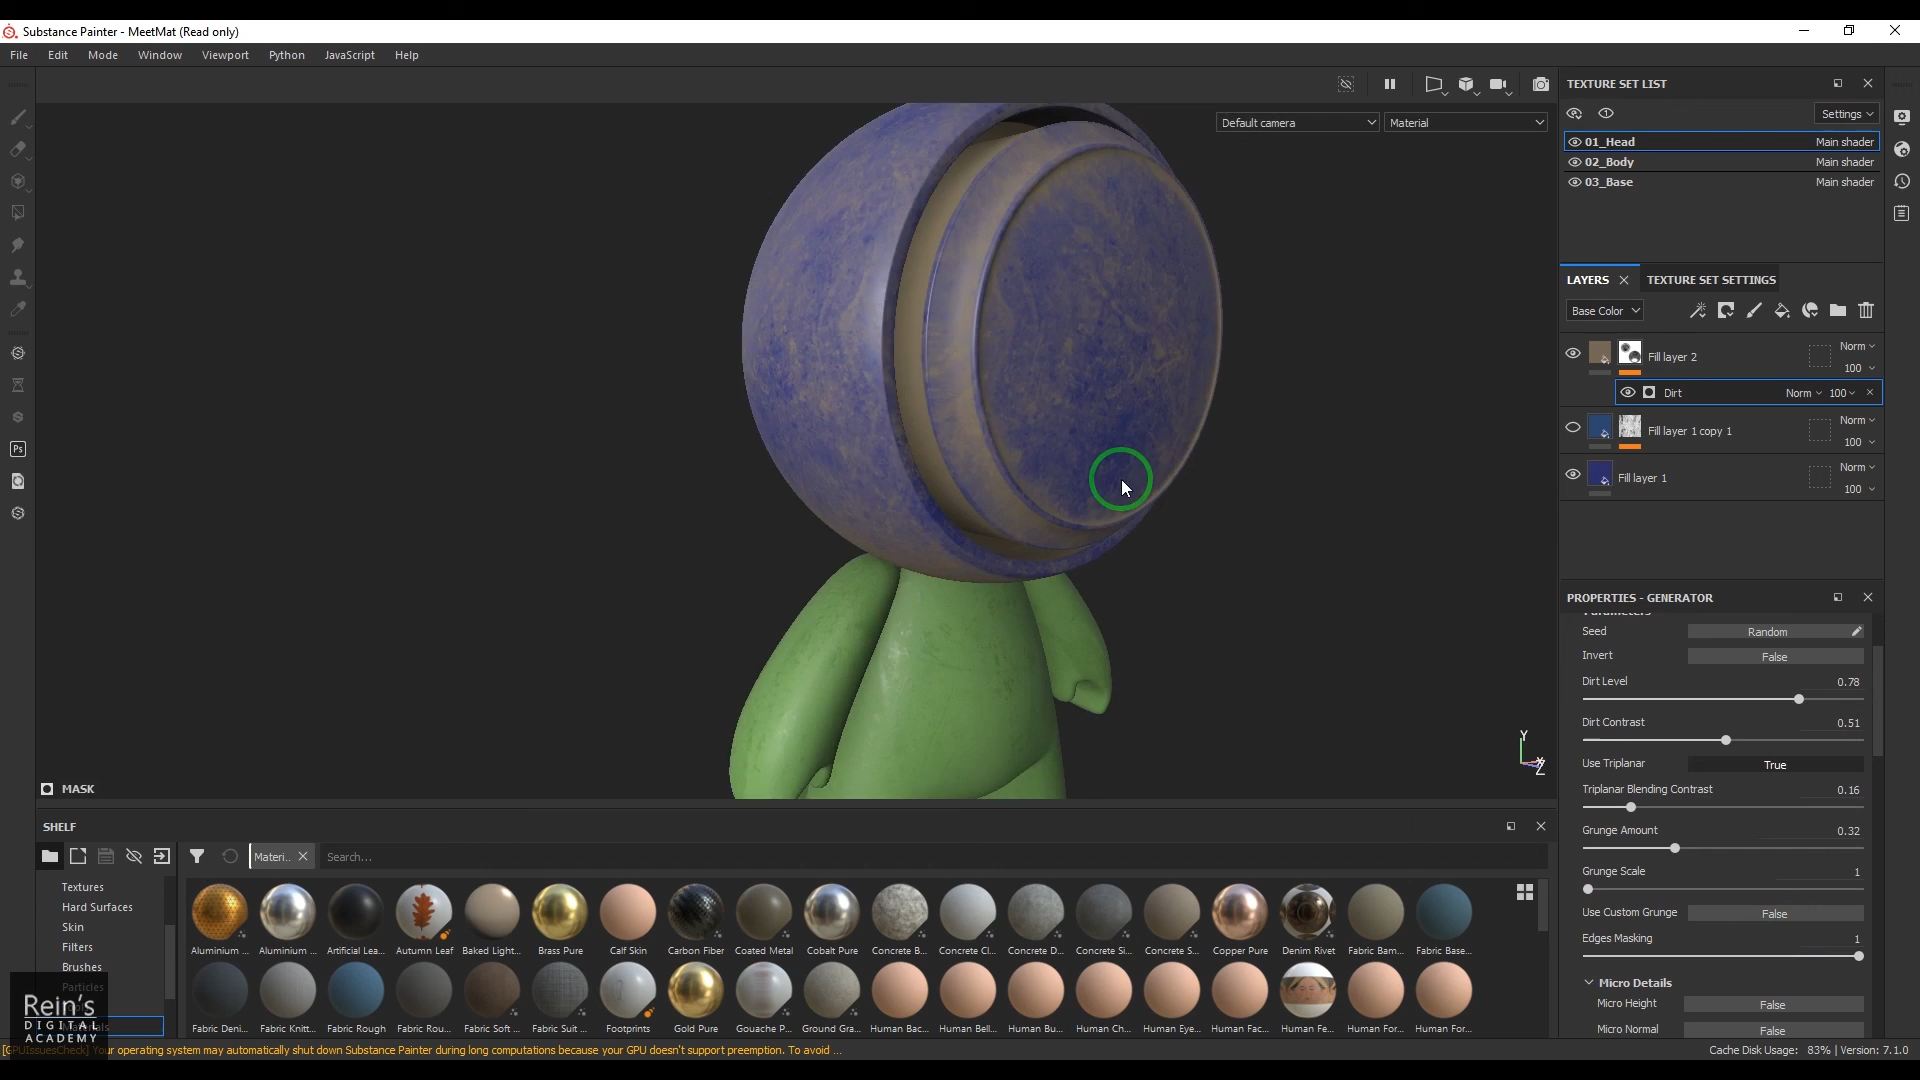 Substance Painter - MeetMat (Read only)
File Edit Mode Window Viewport Python JavaScript Help
Default camera
Material
TEXTURE SET LIST
Settings
01_Head Main shader
02_Body Main shader
03_Base Main shader
LAYERS
TEXTURE SET SETTINGS
Base Color
Fill layer 2 Norm 100
Dirt Norm 100
Fill layer 1 copy 1 Norm 100
Fill layer 1 Norm 100
PROPERTIES - GENERATOR
Seed Random
Invert False
Dirt Level 0.78
Dirt Contrast 0.51
Use Triplanar True
Triplanar Blending Contrast 0.16
Grunge Amount 0.32
Grunge Scale 1
Use Custom Grunge False
Edges Masking 1
Micro Details
Micro Height False
Micro Normal False
Y
Z
MASK
SHELF
Materi..
Search...
Textures
Hard Surfaces
Skin
Filters
Brushes
Particles
Ps
Aluminium ... Aluminium ... Artificial Lea... Autumn Leaf Baked Light... Brass Pure Calf Skin Carbon Fiber Coated Metal Cobalt Pure Concrete B... Concrete Cl... Concrete D... Concrete Si... Concrete S... Copper Pure Denim Rivet Fabric Bam... Fabric Base...
Fabric Deni... Fabric Knitt... Fabric Rough Fabric Rou... Fabric Soft ... Fabric Suit ... Footprints Gold Pure Gouache P... Ground Gra... Human Bac... Human Bell... Human Bu... Human Ch... Human Eye... Human Fac... Human Fe... Human For... Human For...
Rein's
DIGITAL
ACADEMY
[GPUIssuesCheck] Your operating system may automatically shut down Substance Painter during long computations because your GPU doesn't support preemption. To avoid ...
Cache Disk Usage: 83% | Version: 7.1.0